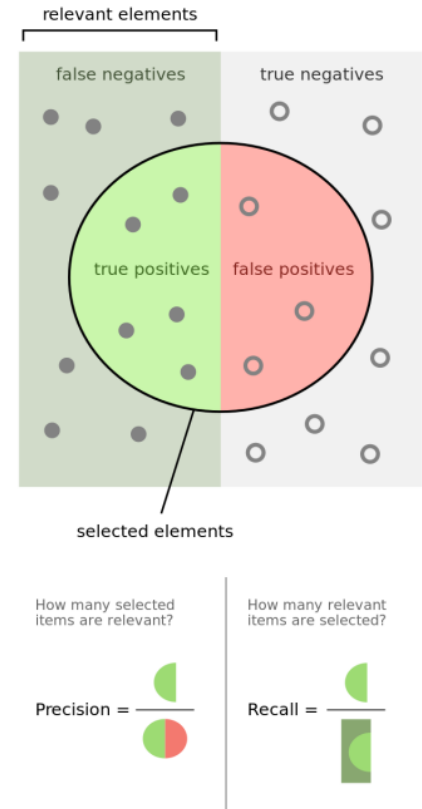 relevant elements
false negatives
true negatives
true positives
false positives
selected elements
How many selected
items are relevant?
Precision =
How many relevant
items are selected?
Recall =